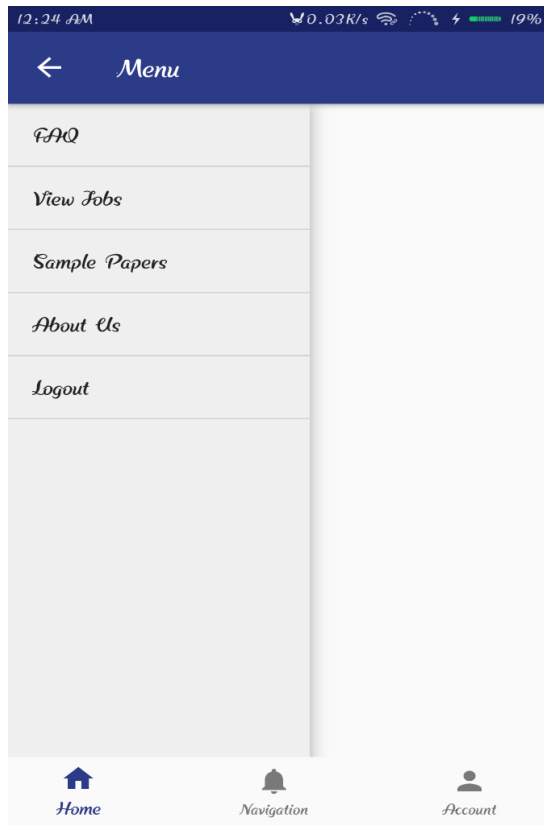 12:24 AM 0.03K/s 19%
Menu
FAQ
View Jobs
Sample Papers
About Us
Logout
Home Navigation Account